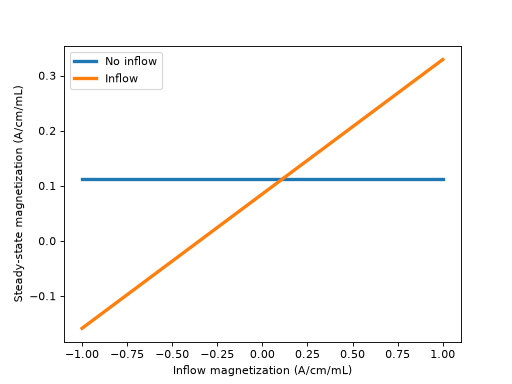 No inflow
Inflow
Steady-state magnetization (A/cm/mL)
0.3
0.2
0.1
0.0
−0.1
−1.00 −0.75 −0.50 −0.25 0.00 0.25 0.50 0.75 1.00
Inflow magnetization (A/cm/mL)